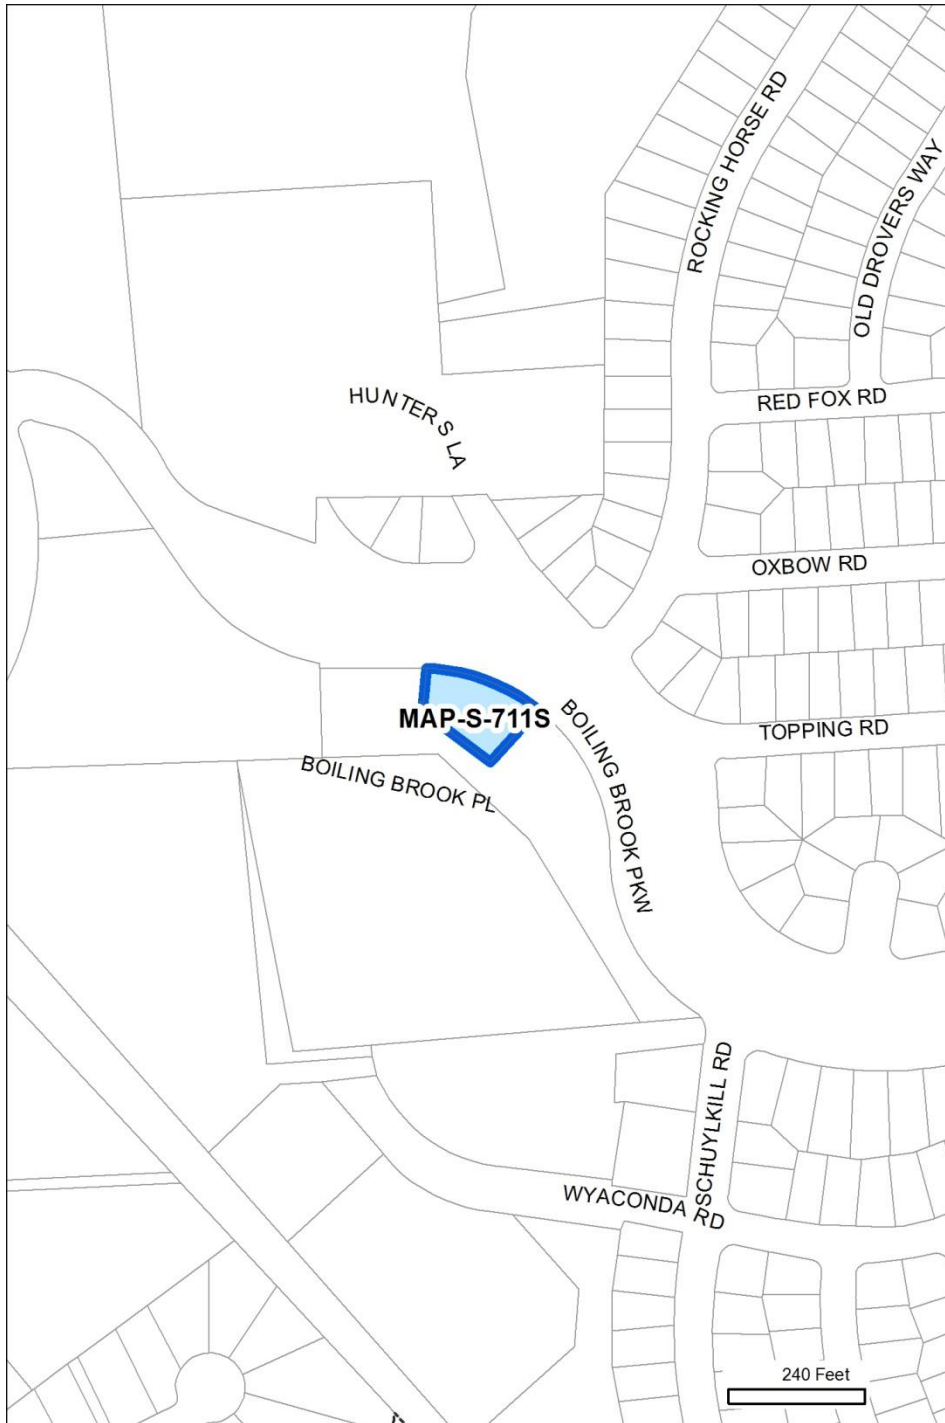 ROCKING HORSE RD
OLD DROVERS WAY
HUNTERS LA
RED FOX RD
OXBOW RD
MAP-S-711S
BOILING BROOK PKW
TOPPING RD
BOILING BROOK PL
SCHUYLKILL RD
WYACONDA RD
240 Feet